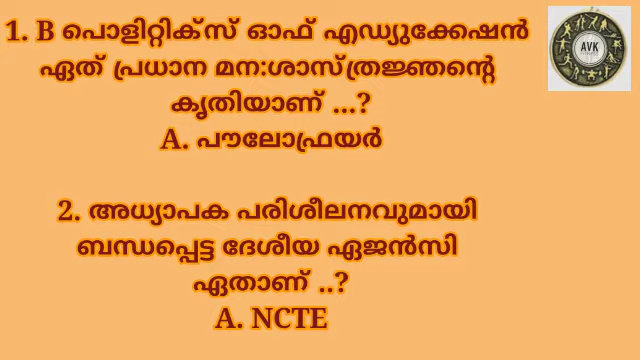 1. B പൊളിറ്റിക്സ് ഓഫ് എഡ്യുക്കേഷൻ
ഏത് പ്രധാന മന:ശാസ്ത്രജ്ഞന്റെ
കൃതിയാണ് ...?
A. പൗലോഫ്രയർ
2. അധ്യാപക പരിശീലനവുമായി
ബന്ധപ്പെട്ട ദേശീയ ഏജൻസി
ഏതാണ് ..?
A. NCTE
AVK